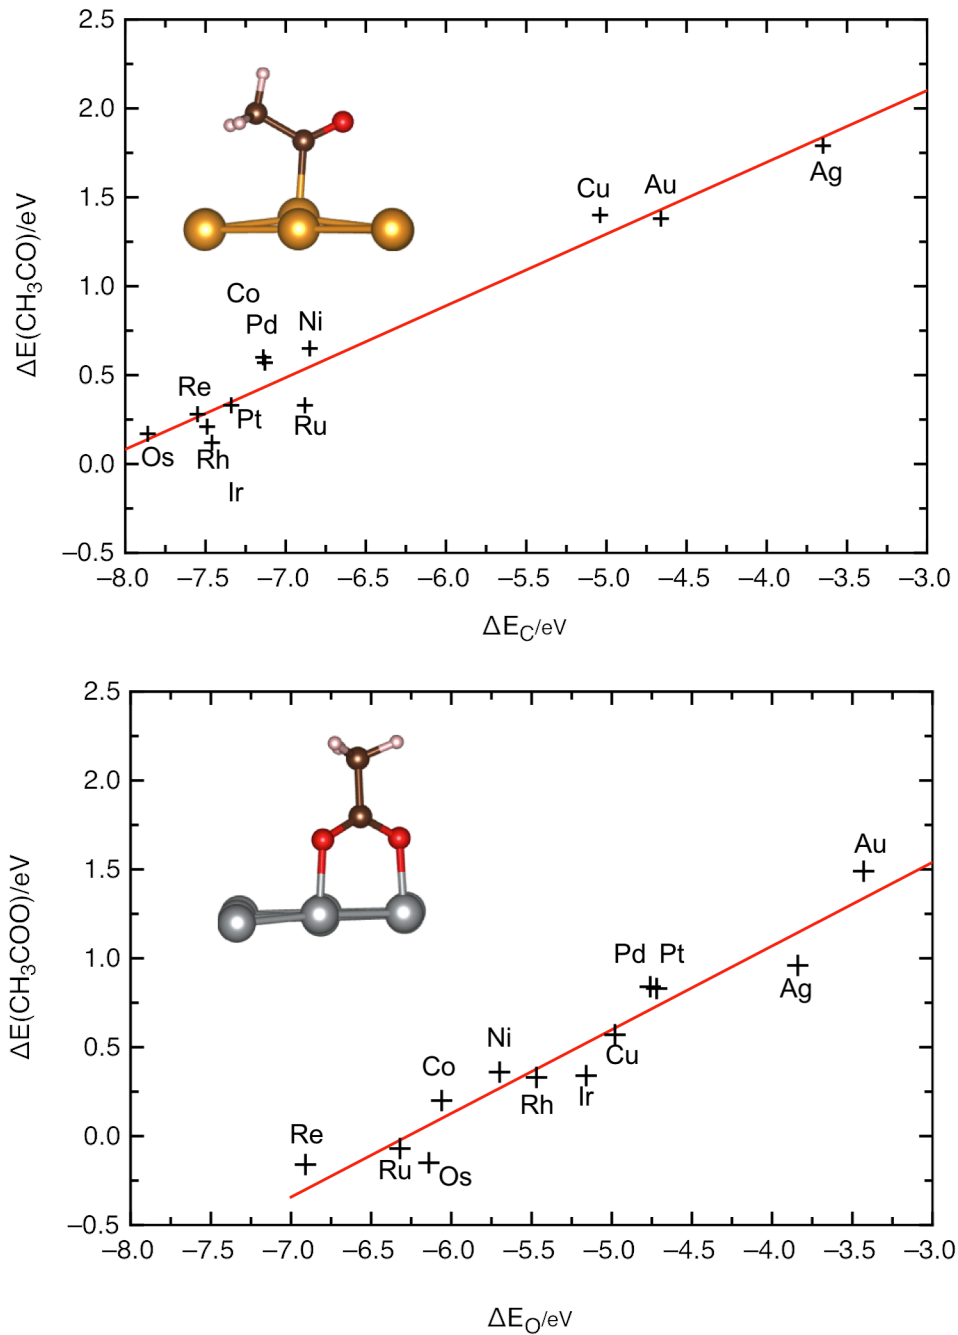 2.5
2.0
1.5
1.0
0.5
0.0
–0.5
ΔE(CH₃CO)/eV
Cu
Au
Ag
Co
Pd
Ni
Re
Pt
Ru
Os
Rh
Ir
–8.0 –7.5 –7.0 –6.5 –6.0 –5.5 –5.0 –4.5 –4.0 –3.5 –3.0
ΔE_C/eV
2.5
2.0
1.5
1.0
0.5
0.0
–0.5
ΔE(CH₃COO)/eV
Au
Pd Pt
Ag
Ni
Cu
Co
Rh
Ir
Re
Ru
Os
–8.0 –7.5 –7.0 –6.5 –6.0 –5.5 –5.0 –4.5 –4.0 –3.5 –3.0
ΔE_O/eV